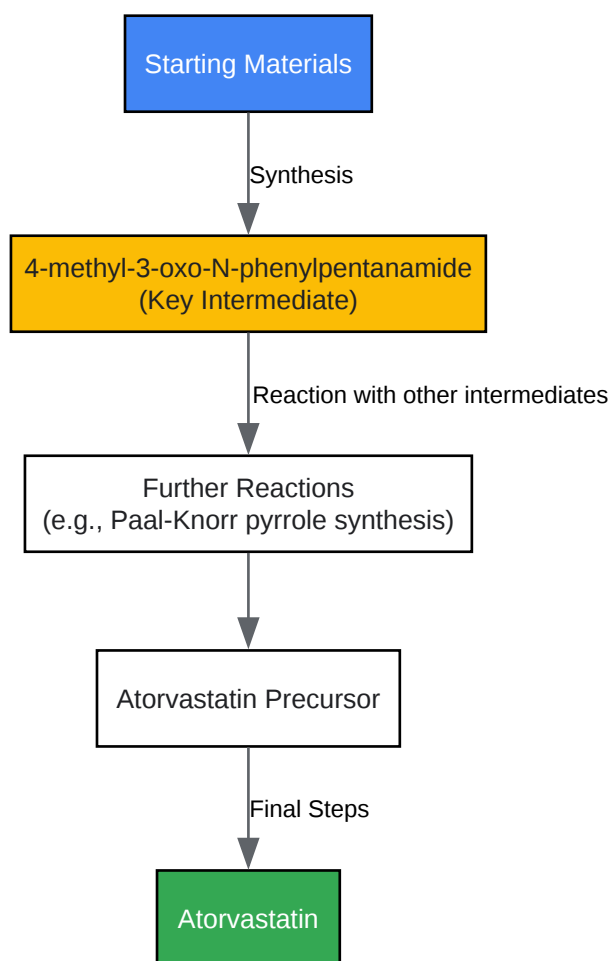 Starting Materials
Synthesis
4-methyl-3-oxo-N-phenylpentanamide
(Key Intermediate)
Reaction with other intermediates
Further Reactions
(e.g., Paal-Knorr pyrrole synthesis)
Atorvastatin Precursor
Final Steps
Atorvastatin